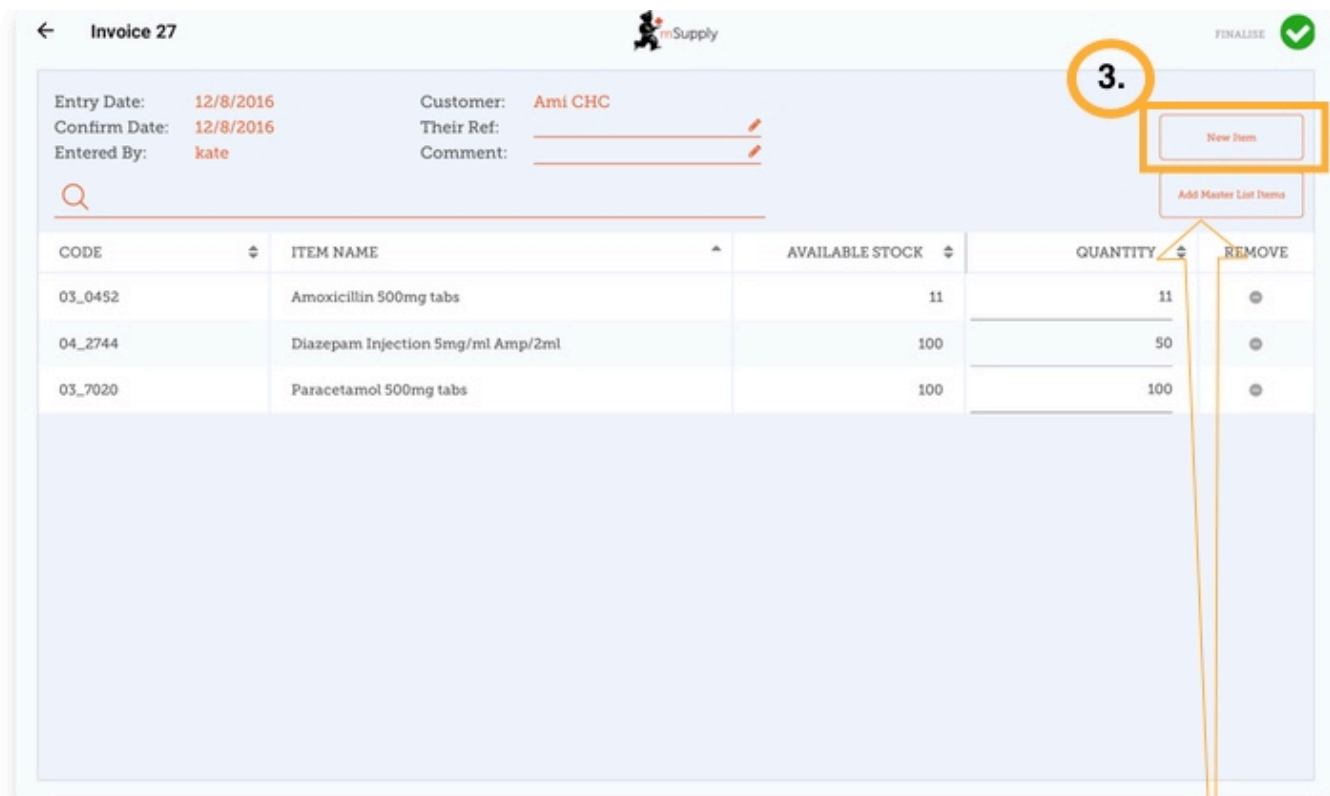 Invoice 27
mSupply
FINALISE
3.
Entry Date: 12/8/2016 Customer: Ami CHC
Confirm Date: 12/8/2016 Their Ref:
Entered By: kate Comment:
New Item
Add Master List Items
CODE ITEM NAME AVAILABLE STOCK QUANTITY REMOVE
03_0452 Amoxicillin 500mg tabs 11 11
04_2744 Diazepam Injection 5mg/ml Amp/2ml 100 50
03_7020 Paracetamol 500mg tabs 100 100